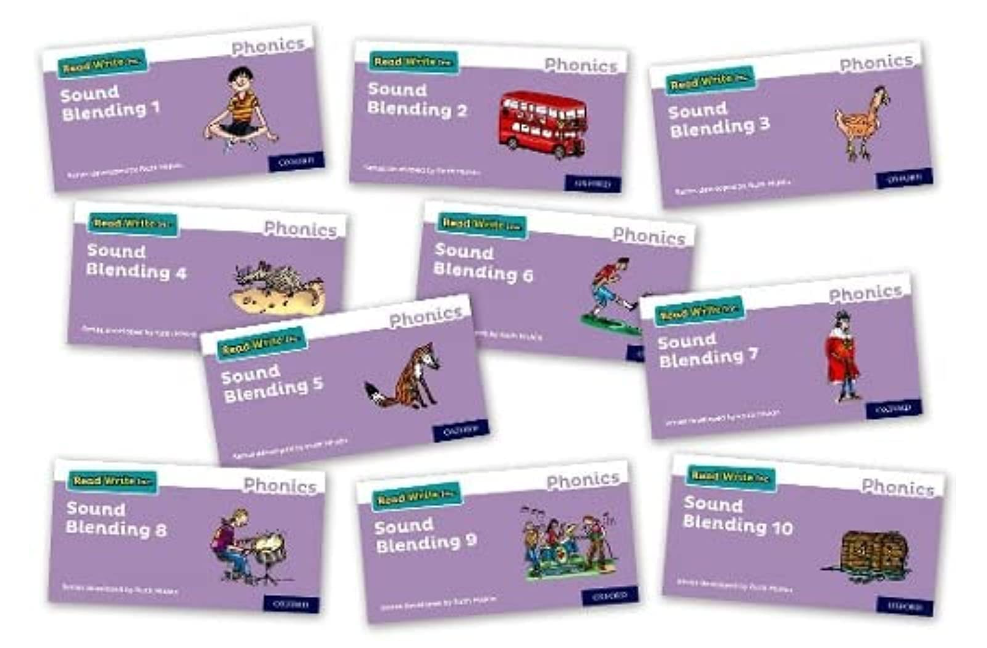 Read Write Inc.
Phonics
Sound
Blending 1
Series developed by Ruth Miskin
OXFORD
Read Write Inc.
Phonics
Sound
Blending 2
Series developed by Ruth Miskin
OXFORD
Read Write Inc.
Phonics
Sound
Blending 3
Series developed by Ruth Miskin
OXFORD
Read Write Inc.
Phonics
Sound
Blending 4
Series developed by Ruth Miskin
Read Write Inc.
Phonics
Sound
Blending 6
Ruth Miskin
Read Write Inc.
Phonics
Sound
Blending 5
Series developed by Ruth Miskin
OXFORD
Read Write Inc.
Phonics
Sound
Blending 7
Series developed by Ruth Miskin
OXFORD
Read Write Inc.
Phonics
Sound
Blending 8
Series developed by Ruth Miskin
OXFORD
Read Write Inc.
Phonics
Sound
Blending 9
Series developed by Ruth Miskin
OXFORD
Read Write Inc.
Phonics
Sound
Blending 10
Series developed by Ruth Miskin
OXFORD